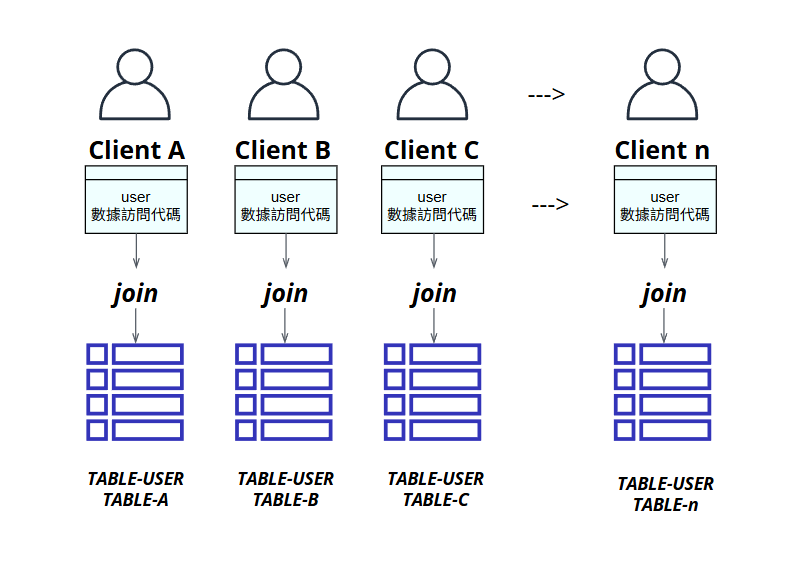 --->
Client A
Client B
Client C
Client n
user
數據訪問代碼
user
數據訪問代碼
user
數據訪問代碼
--->
user
數據訪問代碼
join
join
join
join
TABLE-USER
TABLE-A
TABLE-USER
TABLE-B
TABLE-USER
TABLE-C
TABLE-USER
TABLE-n